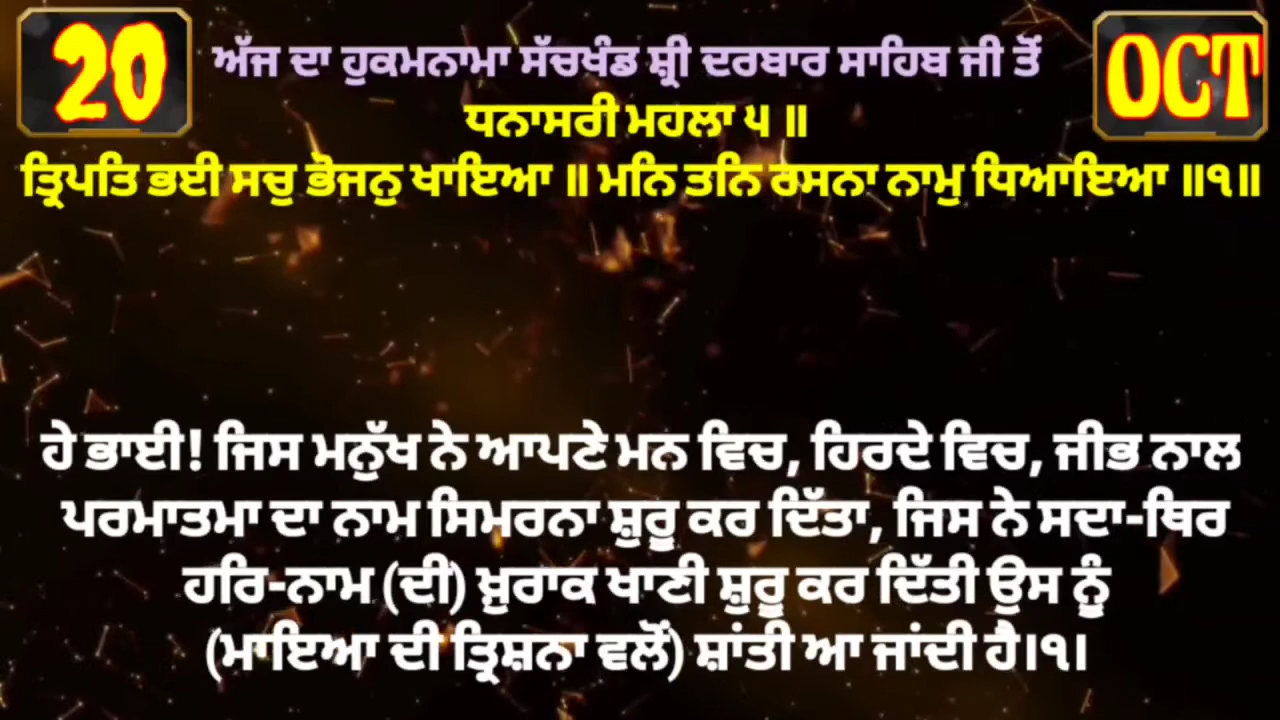 20
ਅੱਜ ਦਾ ਹੁਕਮਨਾਮਾ ਸੱਚਖੰਡ ਸ਼੍ਰੀ ਦਰਬਾਰ ਸਾਹਿਬ ਜੀ ਤੋਂ
OCT
ਧਨਾਸਰੀ ਮਹਲਾ ੫ ॥
ਤ੍ਰਿਪਤਿ ਭਈ ਸਚੁ ਭੋਜਨੁ ਖਾਇਆ ॥ ਮਨਿ ਤਨਿ ਰਸਨਾ ਨਾਮੁ ਧਿਆਇਆ ॥੧॥
ਹੇ ਭਾਈ! ਜਿਸ ਮਨੁੱਖ ਨੇ ਆਪਣੇ ਮਨ ਵਿਚ, ਹਿਰਦੇ ਵਿਚ, ਜੀਭ ਨਾਲ
ਪਰਮਾਤਮਾ ਦਾ ਨਾਮ ਸਿਮਰਨਾ ਸ਼ੁਰੂ ਕਰ ਦਿੱਤਾ, ਜਿਸ ਨੇ ਸਦਾ-ਥਿਰ
ਹਰਿ-ਨਾਮ (ਦੀ) ਖ਼ੁਰਾਕ ਖਾਣੀ ਸ਼ੁਰੂ ਕਰ ਦਿੱਤੀ ਉਸ ਨੂੰ
(ਮਾਇਆ ਦੀ ਤ੍ਰਿਸ਼ਨਾ ਵਲੋਂ) ਸ਼ਾਂਤੀ ਆ ਜਾਂਦੀ ਹੈ।੧।